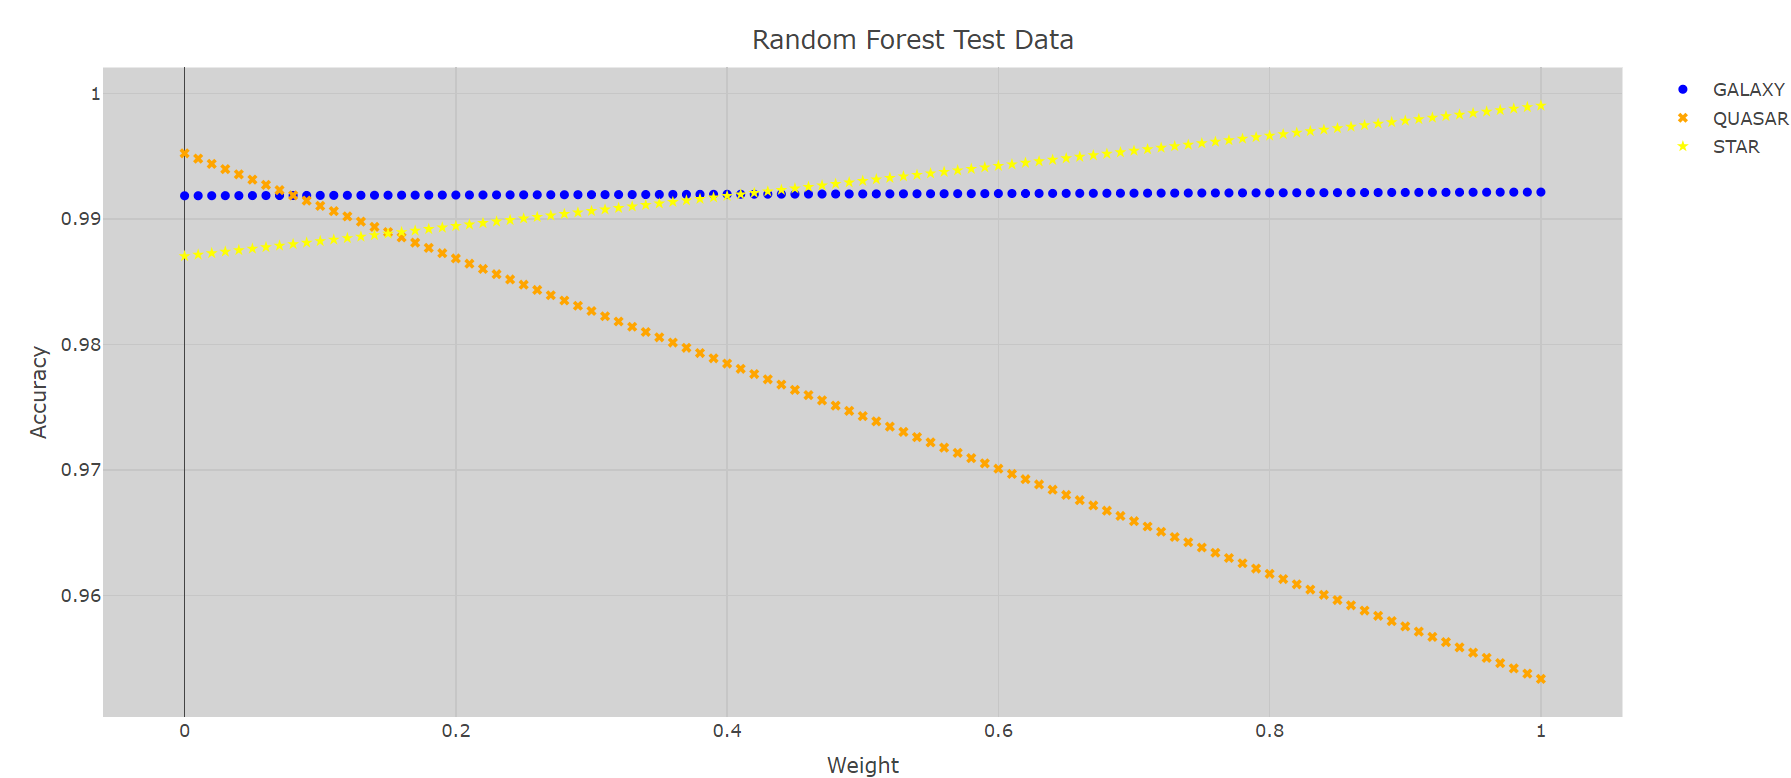 Random Forest Test Data
GALAXY
QUASAR
STAR
Accuracy
1
0.99
0.98
0.97
0.96
0
0.2
0.4
0.6
0.8
1
Weight